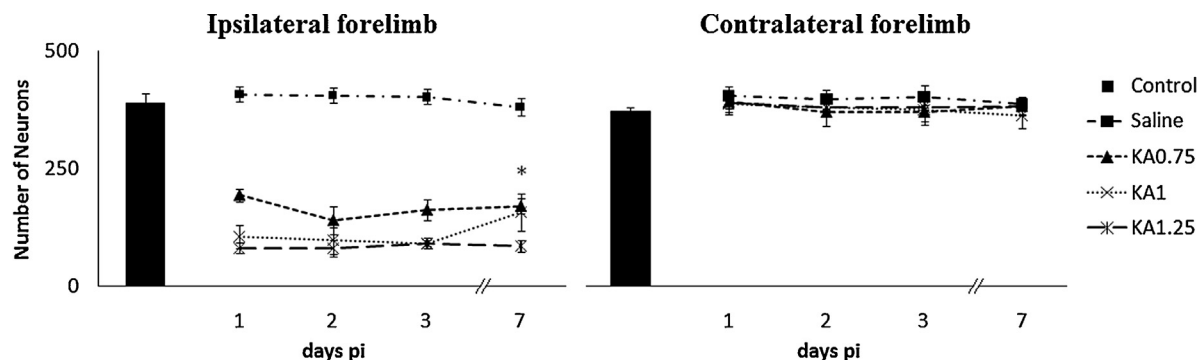 Ipsilateral forelimb
Contralateral forelimb
Number of Neurons
500
250
0
*
1 2 3 7
days pi
1 2 3 7
days pi
Control
Saline
KA0.75
KA1
KA1.25